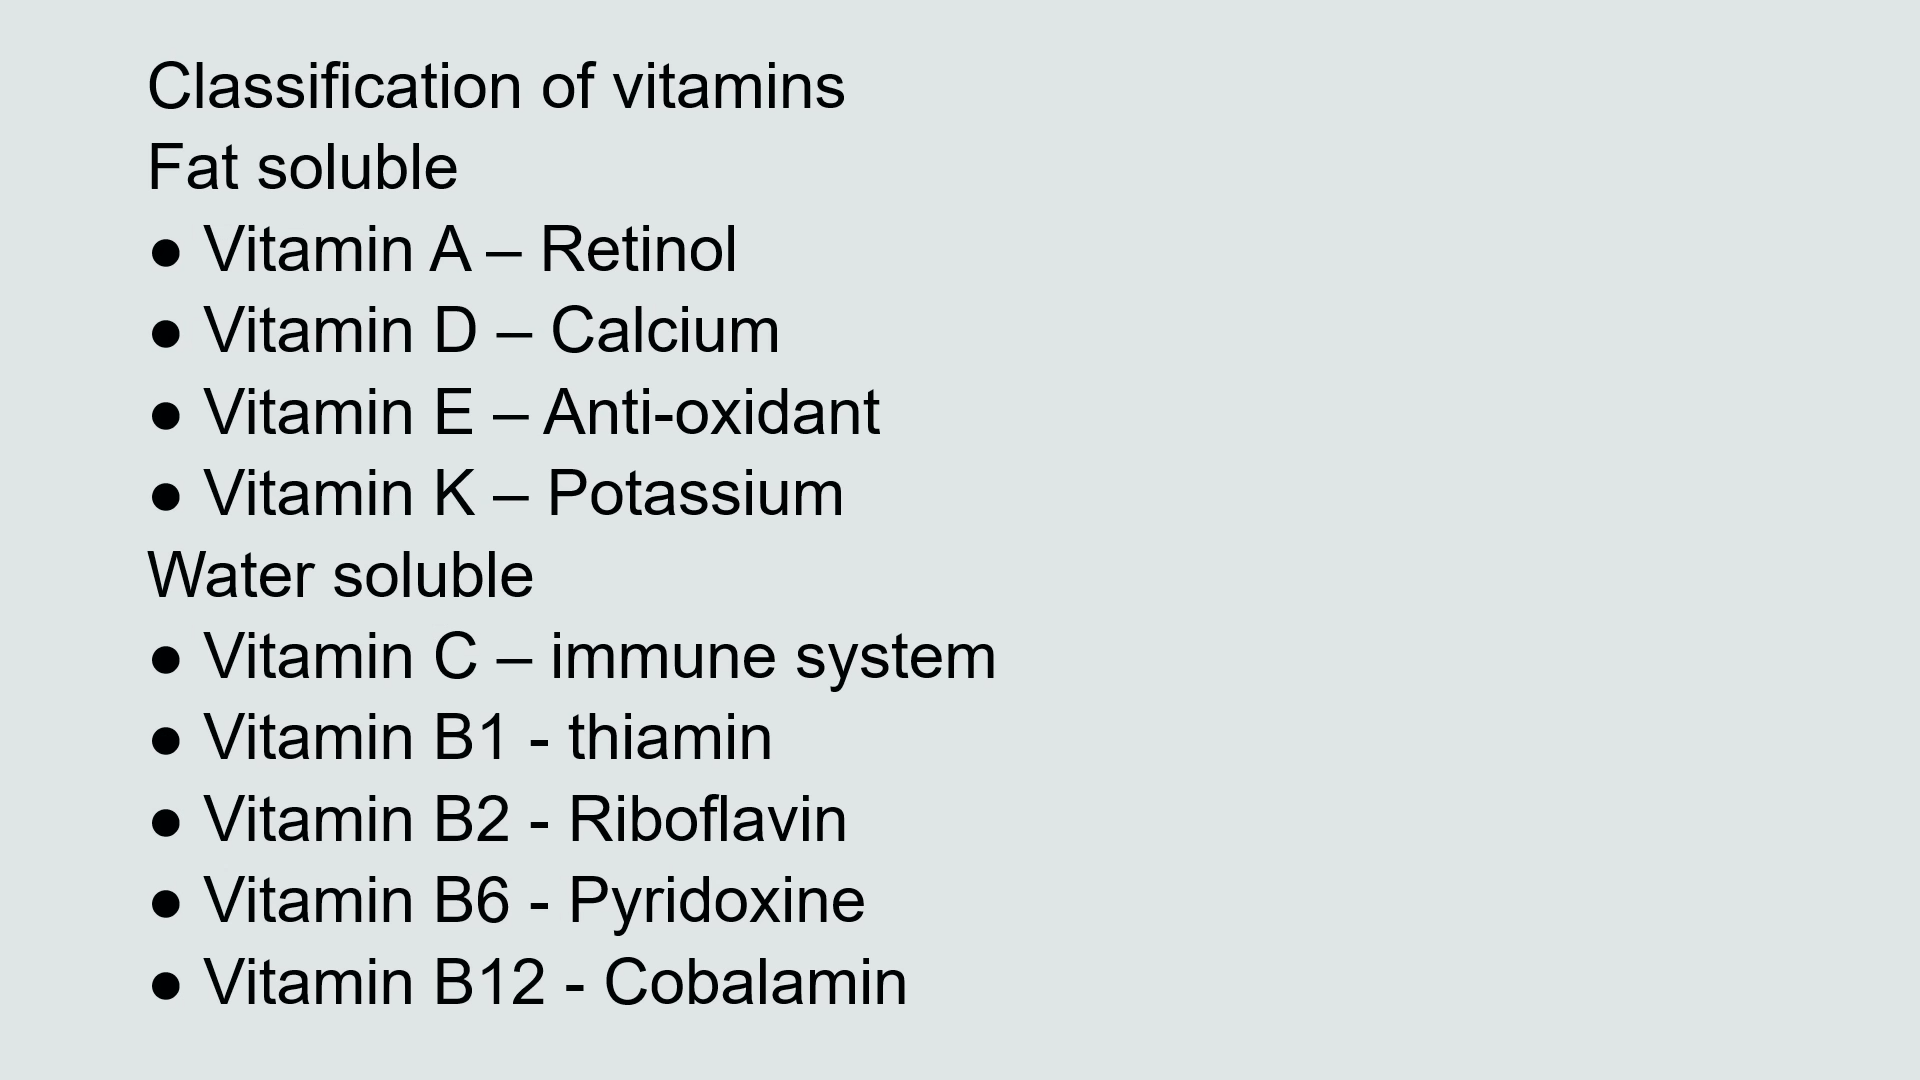 Classification of vitamins
Fat soluble
● Vitamin A – Retinol
● Vitamin D – Calcium
● Vitamin E – Anti-oxidant
● Vitamin K – Potassium
Water soluble
● Vitamin C – immune system
● Vitamin B1 - thiamin
● Vitamin B2 - Riboflavin
● Vitamin B6 - Pyridoxine
● Vitamin B12 - Cobalamin